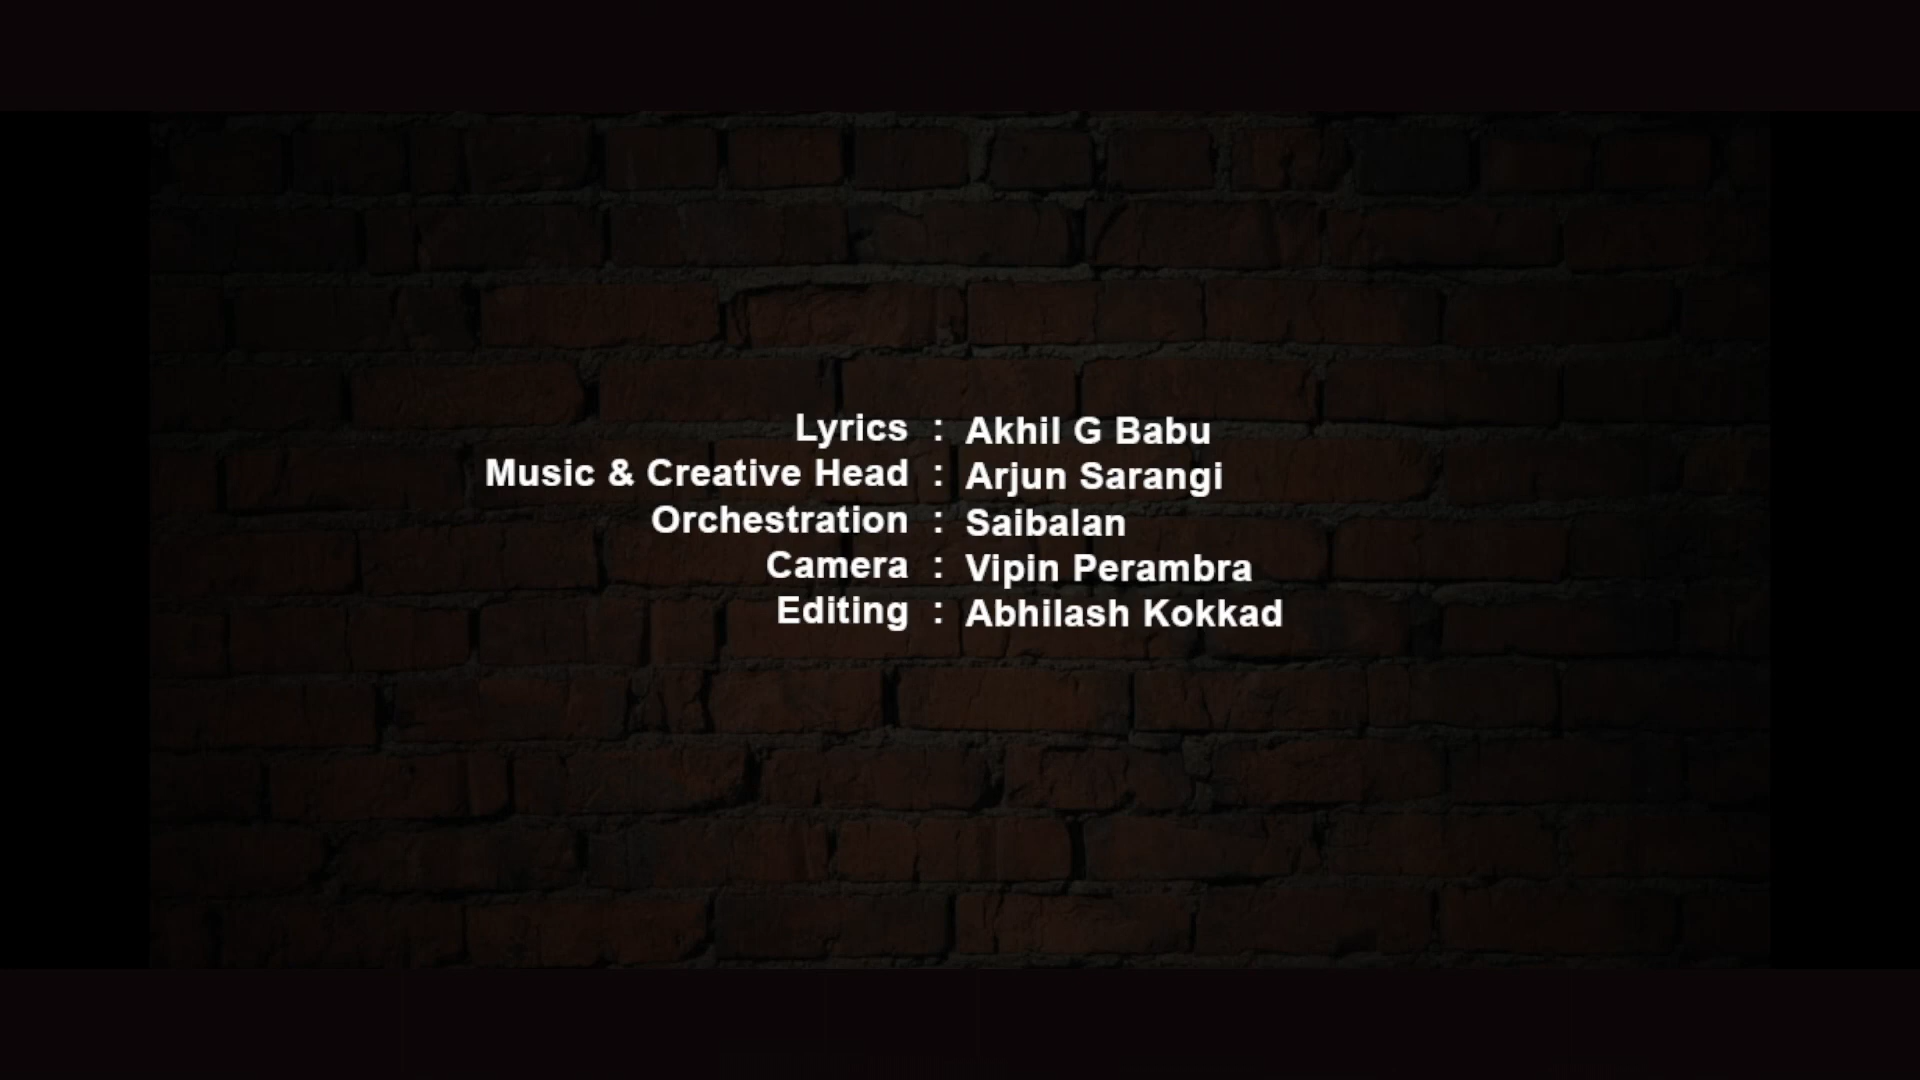 Lyrics : Akhil G Babu
Music & Creative Head : Arjun Sarangi
Orchestration : Saibalan
Camera : Vipin Perambra
Editing : Abhilash Kokkad